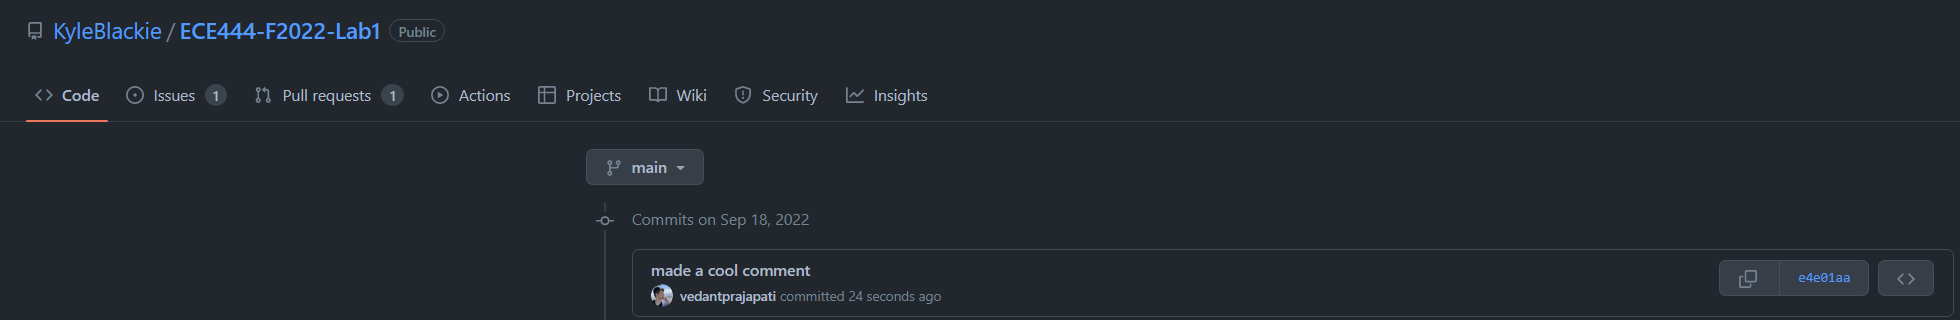 KyleBlackie / ECE444-F2022-Lab1 Public
Code Issues 1 Pull requests 1 Actions Projects Wiki Security Insights
main
Commits on Sep 18, 2022
made a cool comment
vedantprajapati committed 24 seconds ago
e4e01aa